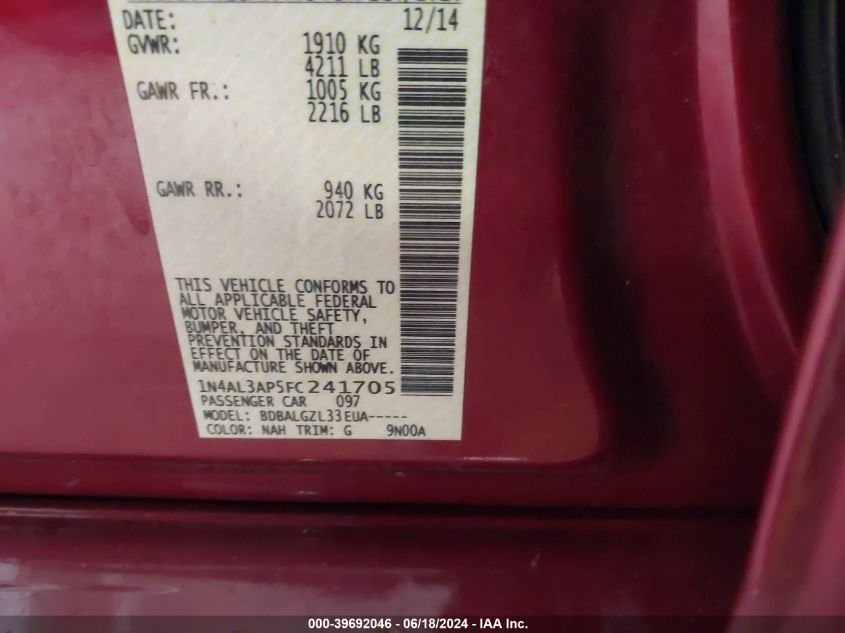 DATE: 12/14
GVWR: 1910 KG
4211 LB
GAWR FR.: 1005 KG
2216 LB
GAWR RR.: 940 KG
2072 LB
THIS VEHICLE CONFORMS TO
ALL APPLICABLE FEDERAL
MOTOR VEHICLE SAFETY,
BUMPER, AND THEFT
PREVENTION STANDARDS IN
EFFECT ON THE DATE OF
MANUFACTURE SHOWN ABOVE.
1N4AL3AP5FC241705
PASSENGER CAR 097
MODEL: BDBALGZL33EUA-----
COLOR: NAH TRIM: G 9N00A
000-39692046 - 06/18/2024 - IAA Inc.